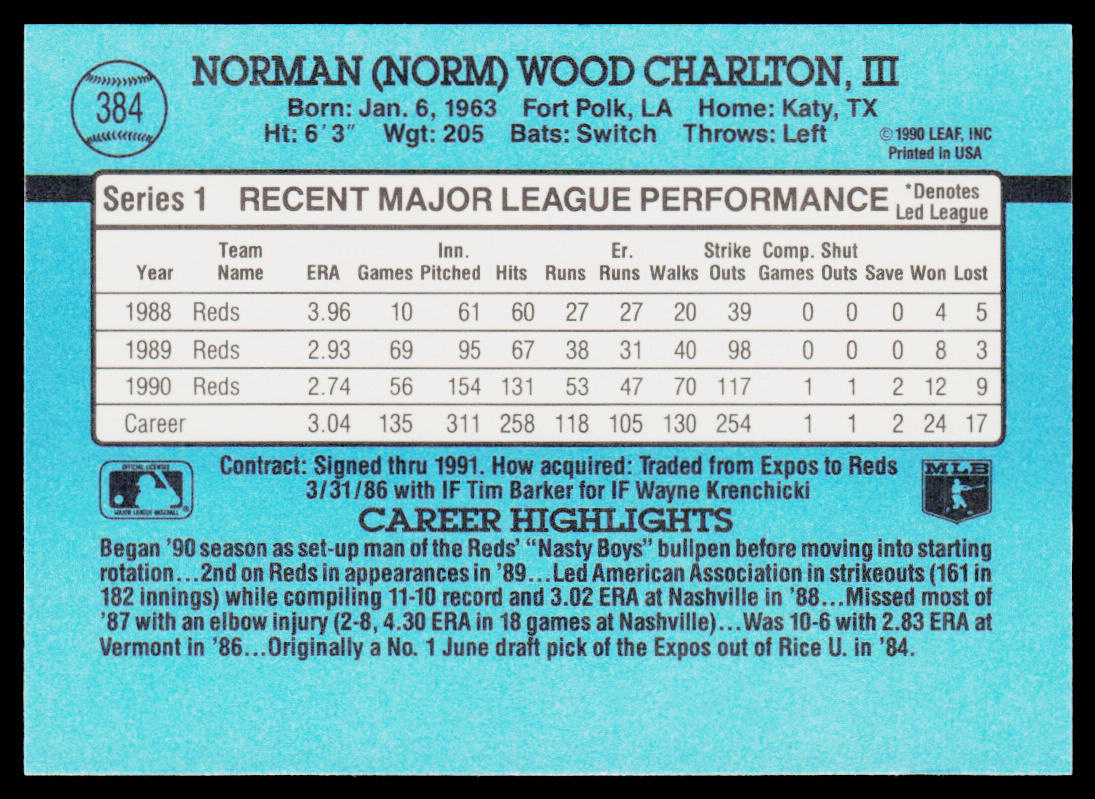 384
NORMAN (NORM) WOOD CHARLTON, III
Born: Jan. 6, 1963 Fort Polk, LA Home: Katy, TX
Ht: 6'3" Wgt: 205 Bats: Switch Throws: Left
©1990 LEAF, INC
Printed in USA
Series 1 RECENT MAJOR LEAGUE PERFORMANCE *Denotes Led League
Year Team Name ERA Games Inn. Pitched Hits Runs Er. Runs Walks Strike Outs Comp. Games Shut Outs Save Won Lost
1988 Reds 3.96 10 61 60 27 27 20 39 0 0 0 4 5
1989 Reds 2.93 69 95 67 38 31 40 98 0 0 0 8 3
1990 Reds 2.74 56 154 131 53 47 70 117 1 1 2 12 9
Career 3.04 135 311 258 118 105 130 254 1 1 2 24 17
OFFICIAL LICENSEE
MAJOR LEAGUE BASEBALL
Contract: Signed thru 1991. How acquired: Traded from Expos to Reds
3/31/86 with IF Tim Barker for IF Wayne Krenchicki
MLB
CAREER HIGHLIGHTS
Began '90 season as set-up man of the Reds' "Nasty Boys" bullpen before moving into starting
rotation...2nd on Reds in appearances in '89...Led American Association in strikeouts (161 in
182 innings) while compiling 11-10 record and 3.02 ERA at Nashville in '88...Missed most of
'87 with an elbow injury (2-8, 4.30 ERA in 18 games at Nashville)...Was 10-6 with 2.83 ERA at
Vermont in '86...Originally a No. 1 June draft pick of the Expos out of Rice U. in '84.